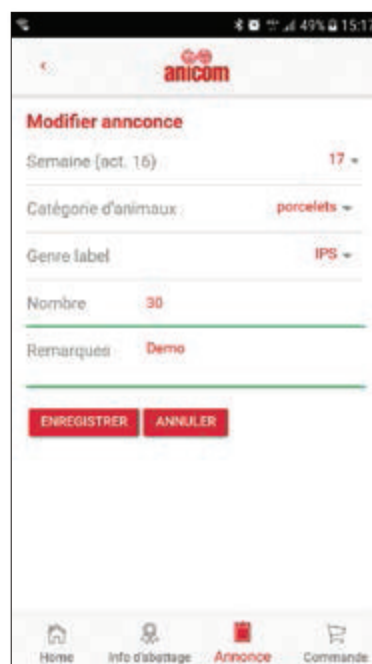 49% 15:17
anicom
Modifier annconce
Semaine (act. 16) 17
Catégorie d'animaux porcelets
Genre label IPS
Nombre 30
Remarques Demo
ENREGISTRER ANNULER
Home Info d'abattage Annonce Commande